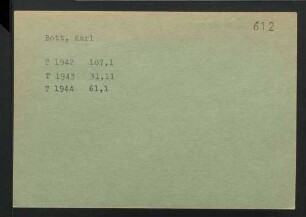 612
Bott, Karl
T 1942 107,1
T 1943 31,11
T 1944 61,1